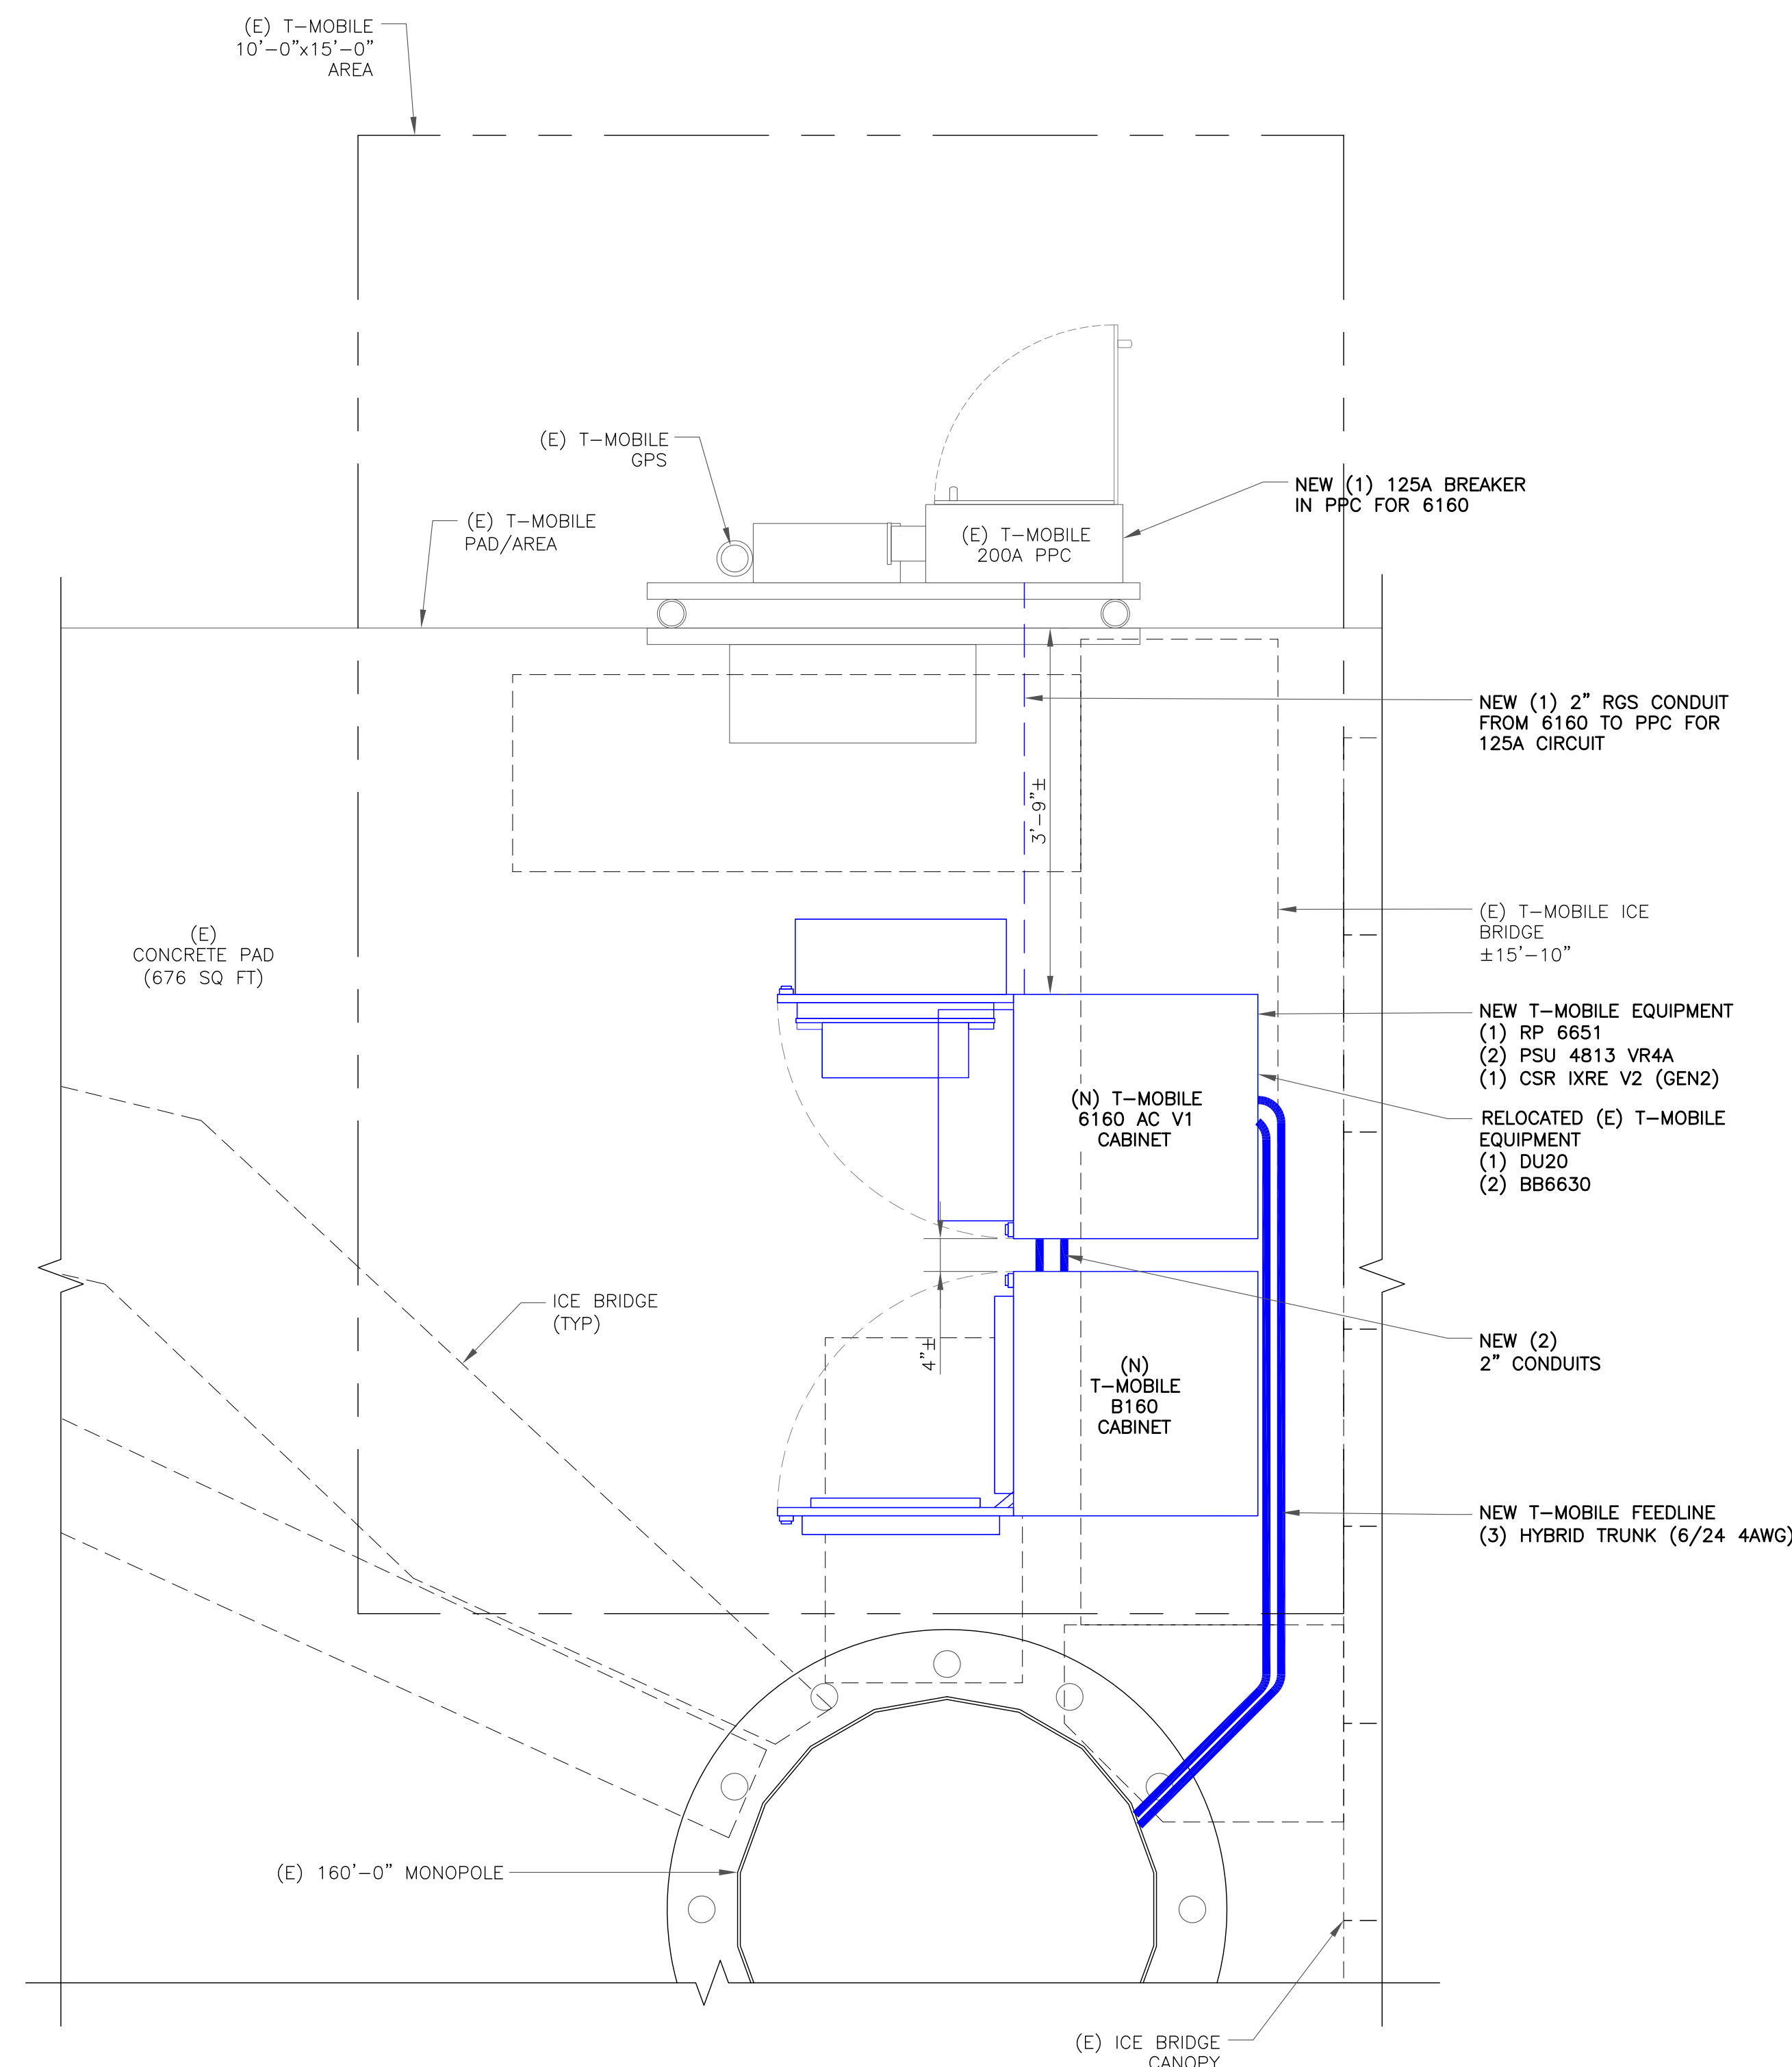 (E) T-MOBILE
10'-0"x15'-0"
AREA
(E) T-MOBILE
GPS
NEW (1) 125A BREAKER
IN PPC FOR 6160
(E) T-MOBILE
PAD/AREA
(E) T-MOBILE
200A PPC
NEW (1) 2" RGS CONDUIT
FROM 6160 TO PPC FOR
125A CIRCUIT
3'-9"±
(E) T-MOBILE ICE
BRIDGE
±15'-10"
(E)
CONCRETE PAD
(676 SQ FT)
NEW T-MOBILE EQUIPMENT
(1) RP 6651
(2) PSU 4813 VR4A
(1) CSR IXRE V2 (GEN2)
(N) T-MOBILE
6160 AC V1
CABINET
RELOCATED (E) T-MOBILE
EQUIPMENT
(1) DU20
(2) BB6630
ICE BRIDGE
(TYP)
4"±
NEW (2)
2" CONDUITS
(N)
T-MOBILE
B160
CABINET
NEW T-MOBILE FEEDLINE
(3) HYBRID TRUNK (6/24 4AWG)
(E) 160'-0" MONOPOLE
(E) ICE BRIDGE
CANOPY